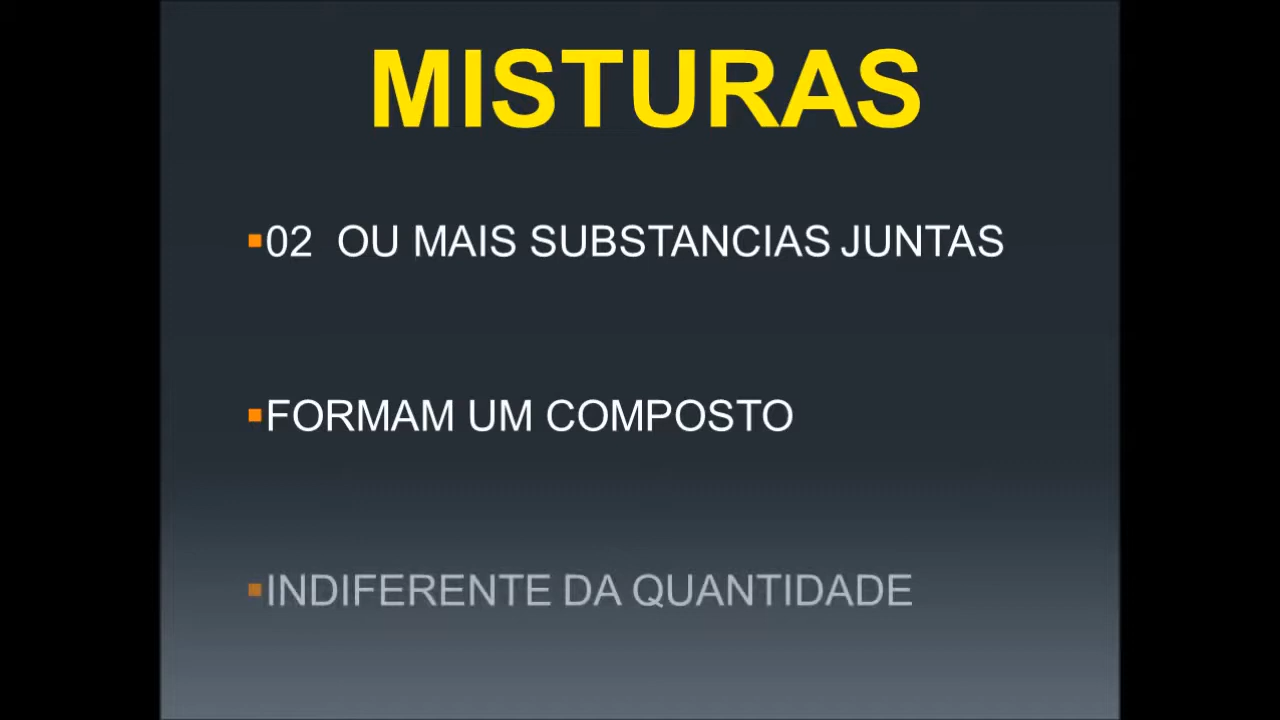 MISTURAS
02 OU MAIS SUBSTANCIAS JUNTAS
FORMAM UM COMPOSTO
INDIFERENTE DA QUANTIDADE